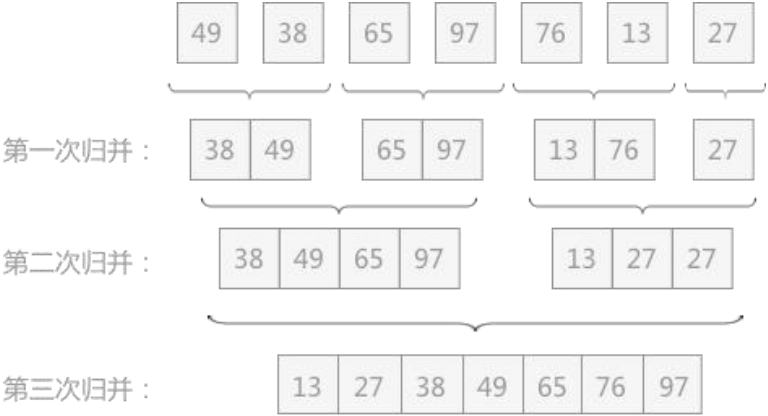 49 38 65 97 76 13 27
第一次归并： 38 49 65 97 13 76 27
第二次归并： 38 49 65 97 13 27 27
第三次归并： 13 27 38 49 65 76 97